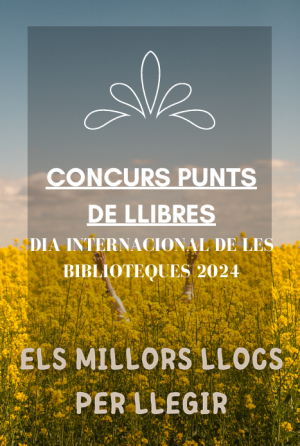 CONCURS PUNTS
DE LLIBRES
DIA INTERNACIONAL DE LES
BIBLIOTEQUES 2024
ELS MILLORS LLOCS
PER LLEGIR